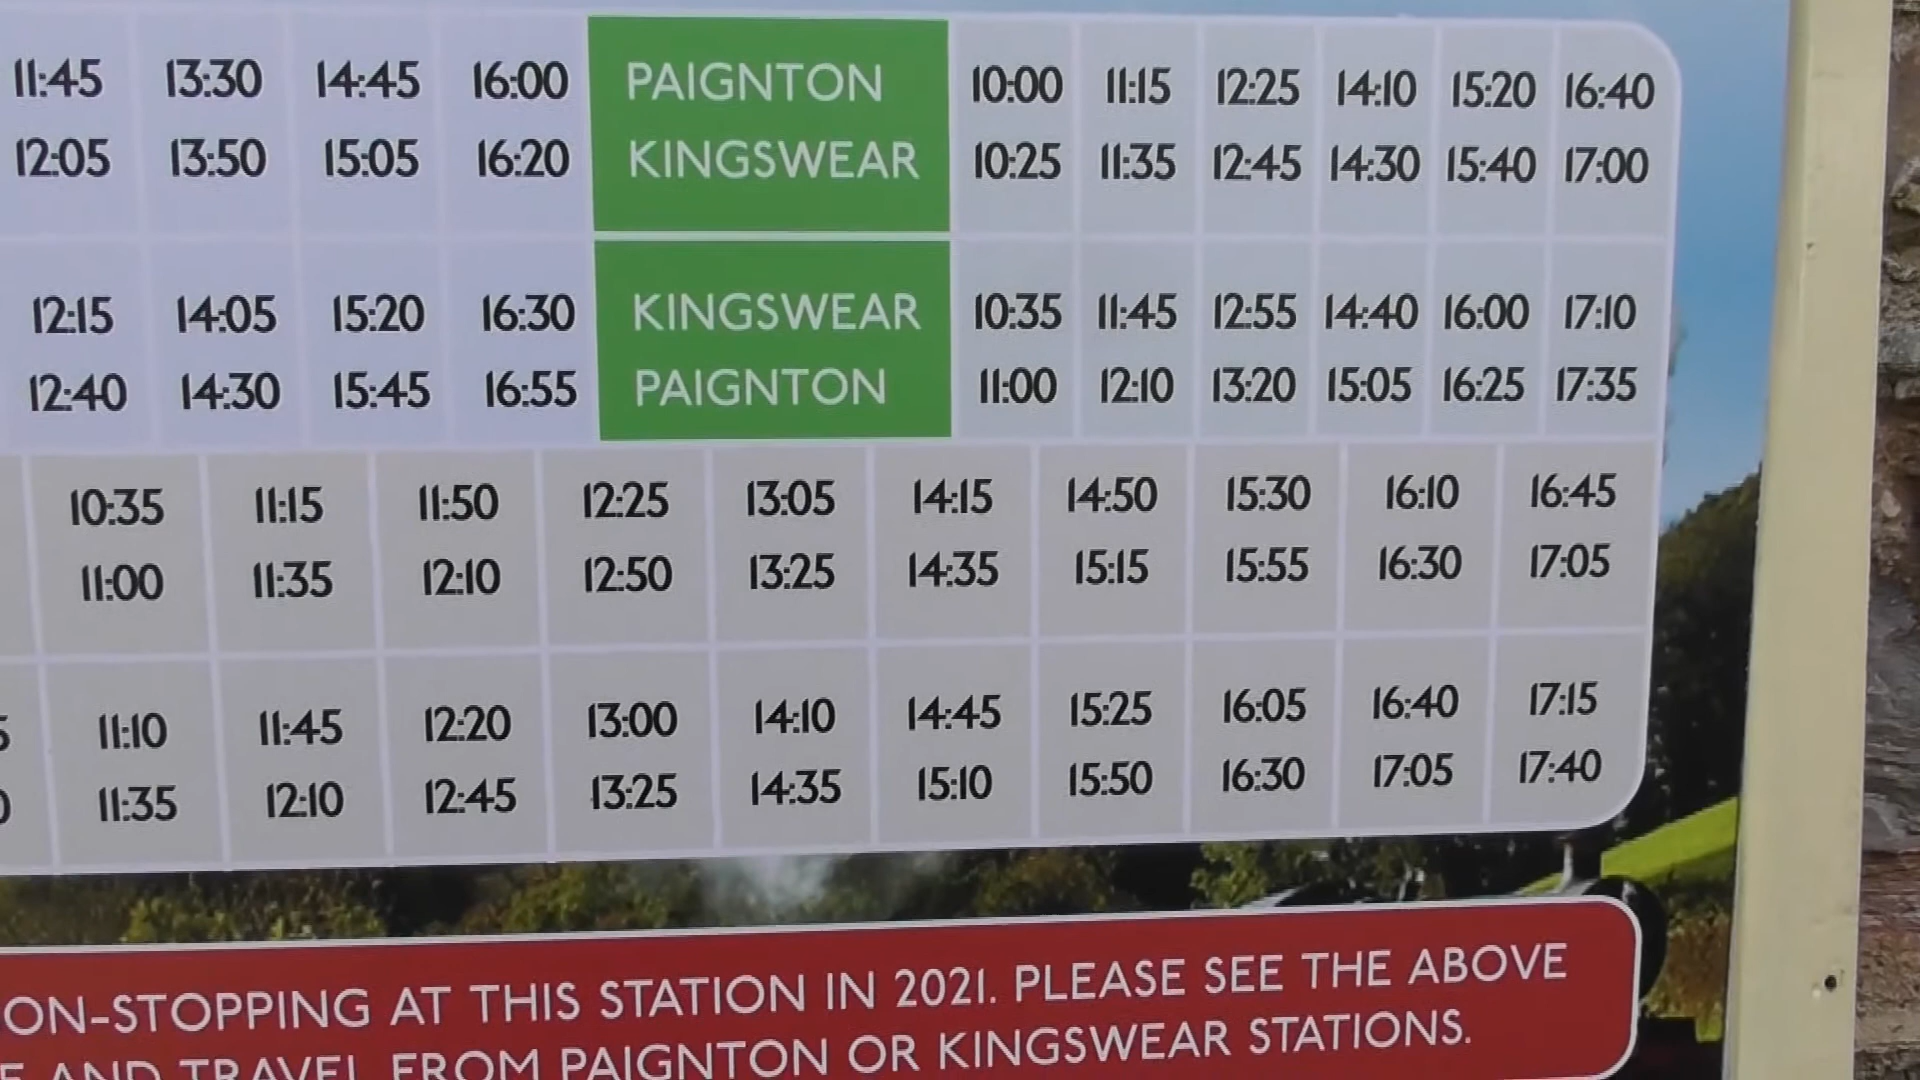 11:45 13:30 14:45 16:00 PAIGNTON 10:00 11:15 12:25 14:10 15:20 16:40
12:05 13:50 15:05 16:20 KINGSWEAR 10:25 11:35 12:45 14:30 15:40 17:00
12:15 14:05 15:20 16:30 KINGSWEAR 10:35 11:45 12:55 14:40 16:00 17:10
12:40 14:30 15:45 16:55 PAIGNTON 11:00 12:10 13:20 15:05 16:25 17:35
10:35 11:15 11:50 12:25 13:05 14:15 14:50 15:30 16:10 16:45
11:00 11:35 12:10 12:50 13:25 14:35 15:15 15:55 16:30 17:05
11:10 11:45 12:20 13:00 14:10 14:45 15:25 16:05 16:40 17:15
11:35 12:10 12:45 13:25 14:35 15:10 15:50 16:30 17:05 17:40
ON-STOPPING AT THIS STATION IN 2021. PLEASE SEE THE ABOVE
AND TRAVEL FROM PAIGNTON OR KINGSWEAR STATIONS.